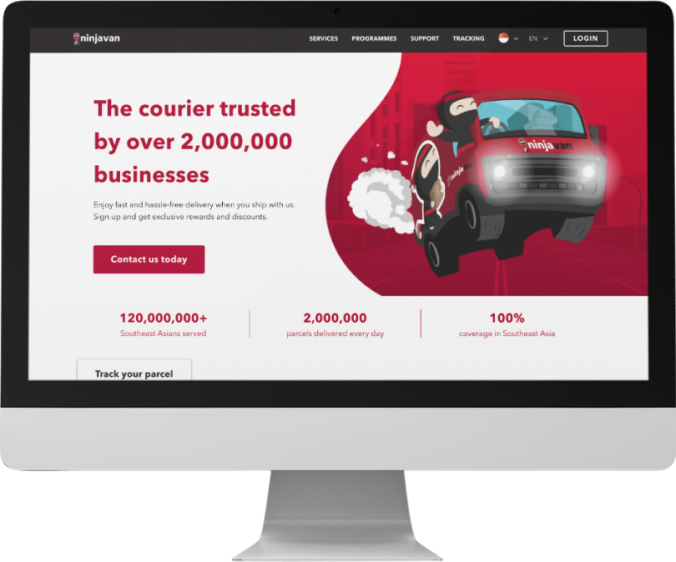 ninjavan
SERVICES PROGRAMMES SUPPORT TRACKING EN LOGIN
The courier trusted
by over 2,000,000
businesses
Enjoy fast and hassle-free delivery when you ship with us.
Sign up and get exclusive rewards and discounts.
Contact us today
ninjavan
120,000,000+
Southeast Asians served
2,000,000
parcels delivered every day
100%
coverage in Southeast Asia
Track your parcel